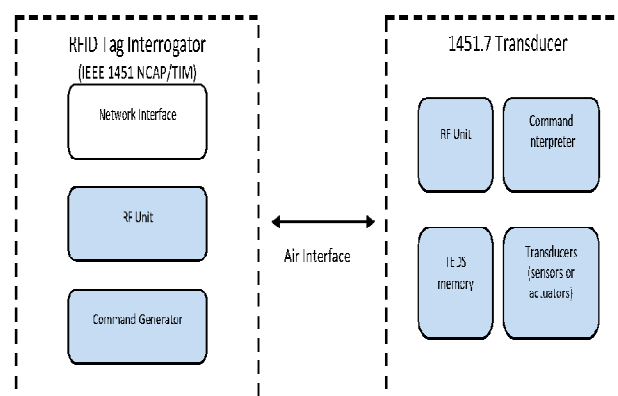 RFID Tag Interrogator
(IEEE 1451 NCAP/TIM)
Network Interface
RF Unit
Command Generator
Air Interface
1451.7 Transducer
RF Unit
Command
Interpreter
TEDS
memory
Transducers
(sensors or
actuators)